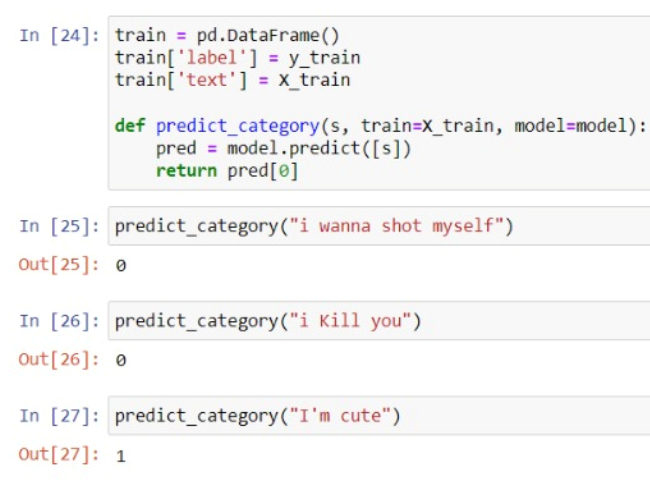 In [24]: train = pd.DataFrame()
train['label'] = y_train
train['text'] = X_train
def predict_category(s, train=X_train, model=model):
    pred = model.predict([s])
    return pred[0]
In [25]: predict_category("i wanna shot myself")
Out[25]: 0
In [26]: predict_category("i Kill you")
Out[26]: 0
In [27]: predict_category("I'm cute")
Out[27]: 1